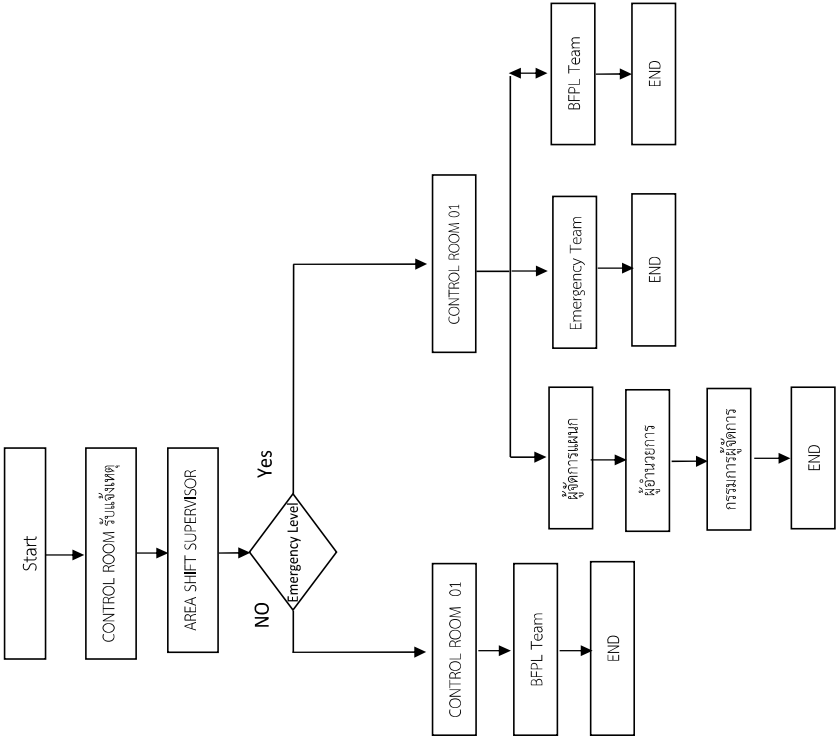 Start
CONTROL ROOM รับแจ้งเหตุ
AREA SHIFT SUPERVISOR
Emergency Level
NO
Yes
CONTROL ROOM 01
BFPL Team
END
CONTROL ROOM 01
ผู้จัดการแผนก
ผู้อำนวยการ
กรรมการผู้จัดการ
END
Emergency Team
END
BFPL Team
END